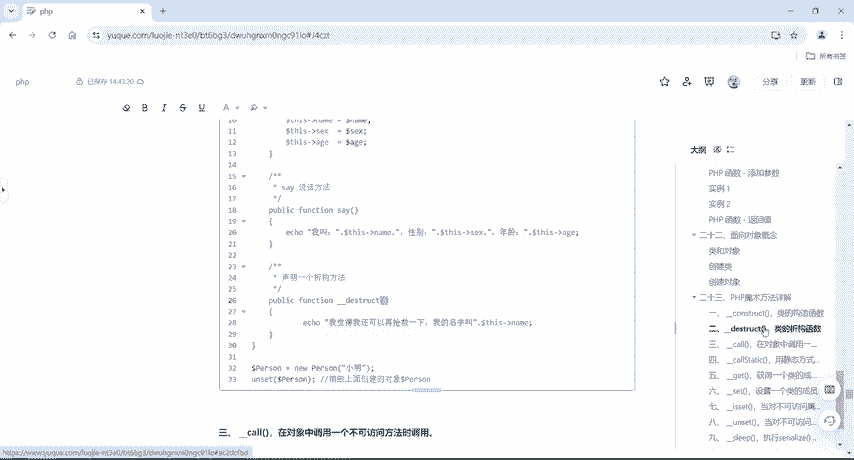 php
yuque.com/luojie-nt3e0/bt6bg3/dwuhgnxm0ngc91lo#J4czt
所有书签
php
已保存 14:43:20
分享
更新
10 $this->name = $name;
11 $this->sex = $sex;
12 $this->age = $age;
13 }
14
15 /**
16 * say 说话方法
17 */
18 public function say()
19 {
20 echo "我叫：".$this->name."，性别：".$this->sex."，年龄：".$this->age;
21 }
22
23 /**
24 * 声明一个析构方法
25 */
26 public function __destruct()
27 {
28 echo "我觉得我还可以再抢救一下，我的名字叫".$this->name;
29 }
30 }
31
32 $Person = new Person("小明");
33 unset($Person); //销毁上面创建的对象$Person
三、 __call()，在对象中调用一个不可访问方法时调用。
大纲
PHP 函数 - 添加参数
实例 1
实例 2
PHP 函数 - 返回值
二十二、面向对象概念
类和对象
创建类
创建对象
二十三、PHP魔术方法详解
一、 __construct()，类的构造函数
二、 __destruct()，类的析构函数
三、 __call()，在对象中调用一...
四、 __callStatic()，用静态方式...
五、 __get()，获得一个类的成...
六、 __set()，设置一个类的成员
七、 __isset()，当对不可访问属...
八、 __unset()，当对不可访问...
九、 __sleep()，执行serialize()...